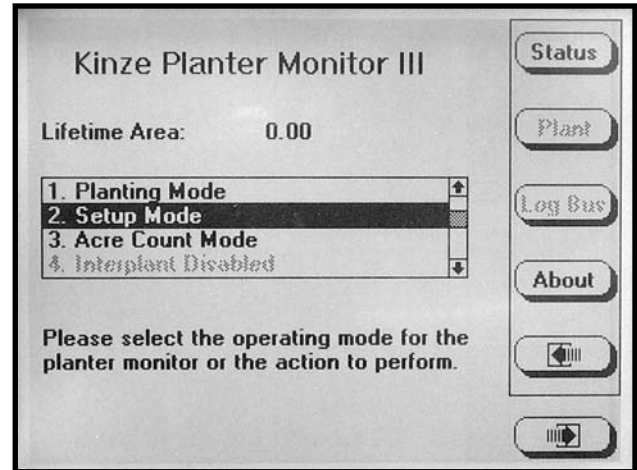 Kinze Planter Monitor III
Lifetime Area: 0.00
1. Planting Mode
2. Setup Mode
3. Acre Count Mode
4. Interplant Disabled
Please select the operating mode for the
planter monitor or the action to perform.
Status
Plant
Log Bus
About